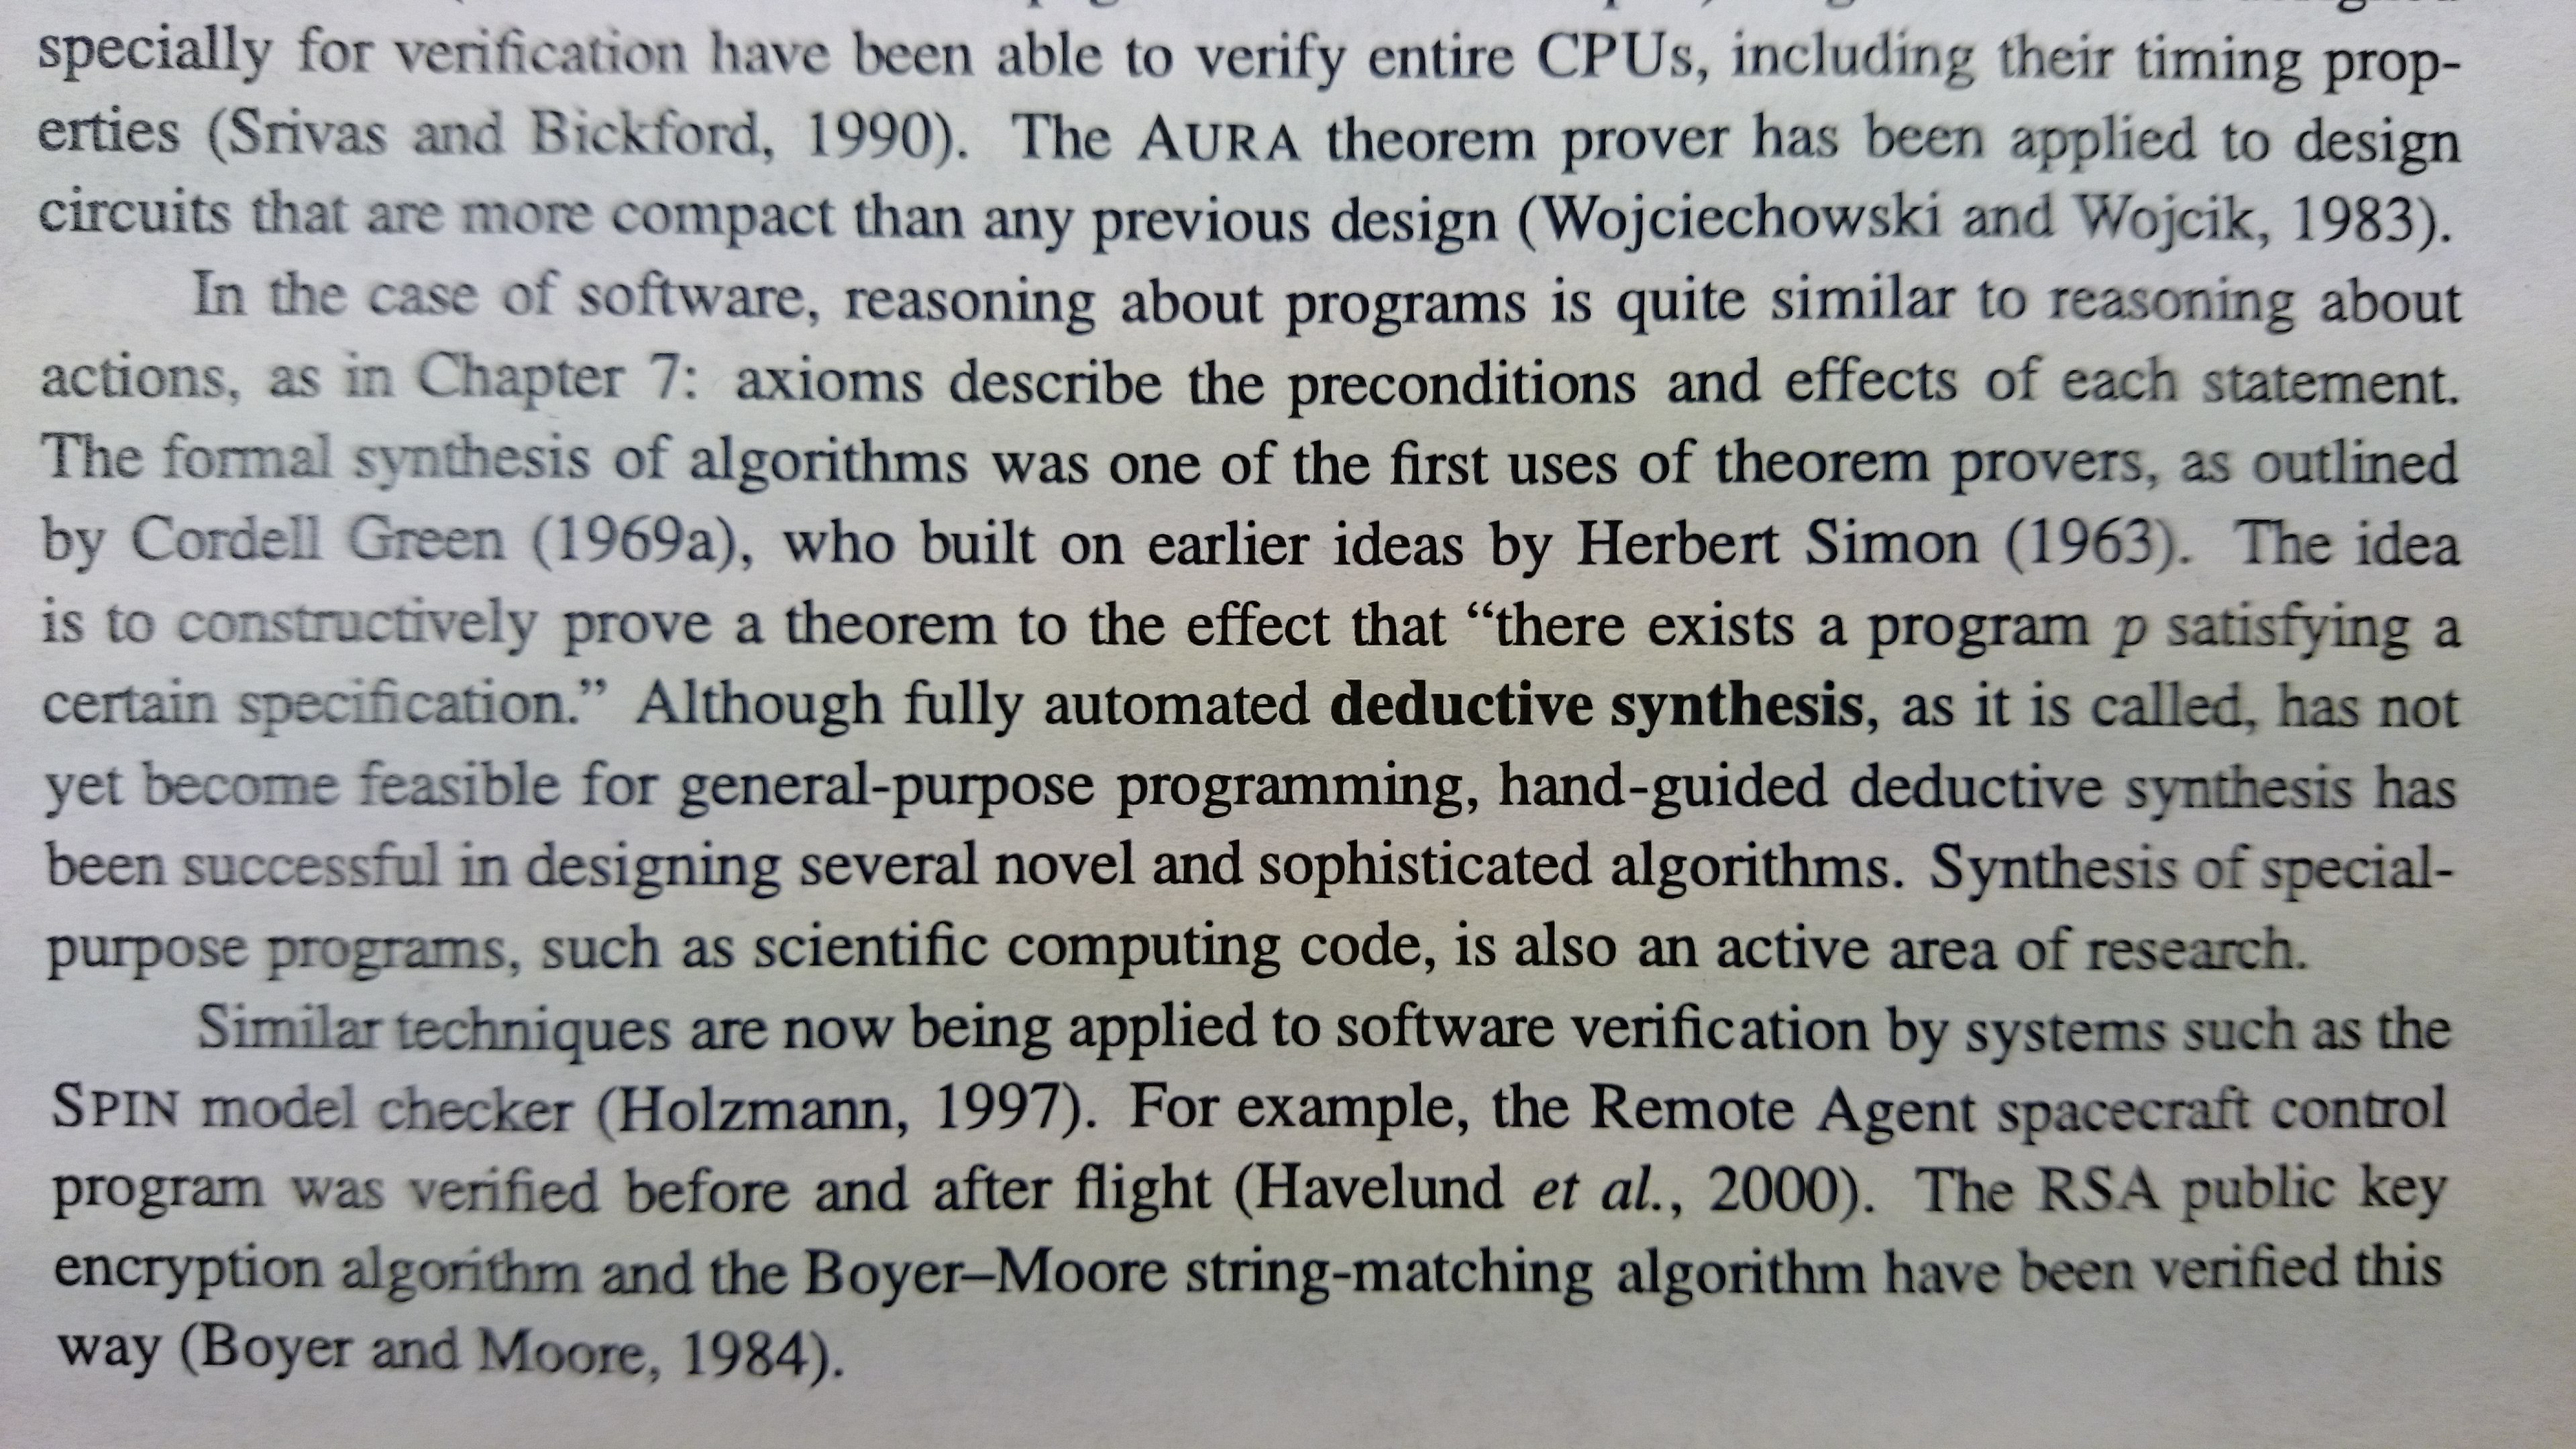 specially for verification have been able to verify entire CPUs, including their timing prop-
erties (Srivas and Bickford, 1990). The AURA theorem prover has been applied to design
circuits that are more compact than any previous design (Wojciechowski and Wojcik, 1983).
In the case of software, reasoning about programs is quite similar to reasoning about
actions, as in Chapter 7: axioms describe the preconditions and effects of each statement.
The formal synthesis of algorithms was one of the first uses of theorem provers, as outlined
by Cordell Green (1969a), who built on earlier ideas by Herbert Simon (1963). The idea
is to constructively prove a theorem to the effect that “there exists a program p satisfying a
certain specification.” Although fully automated deductive synthesis, as it is called, has not
yet become feasible for general-purpose programming, hand-guided deductive synthesis has
been successful in designing several novel and sophisticated algorithms. Synthesis of special-
purpose programs, such as scientific computing code, is also an active area of research.
Similar techniques are now being applied to software verification by systems such as the
SPIN model checker (Holzmann, 1997). For example, the Remote Agent spacecraft control
program was verified before and after flight (Havelund et al., 2000). The RSA public key
encryption algorithm and the Boyer–Moore string-matching algorithm have been verified this
way (Boyer and Moore, 1984).